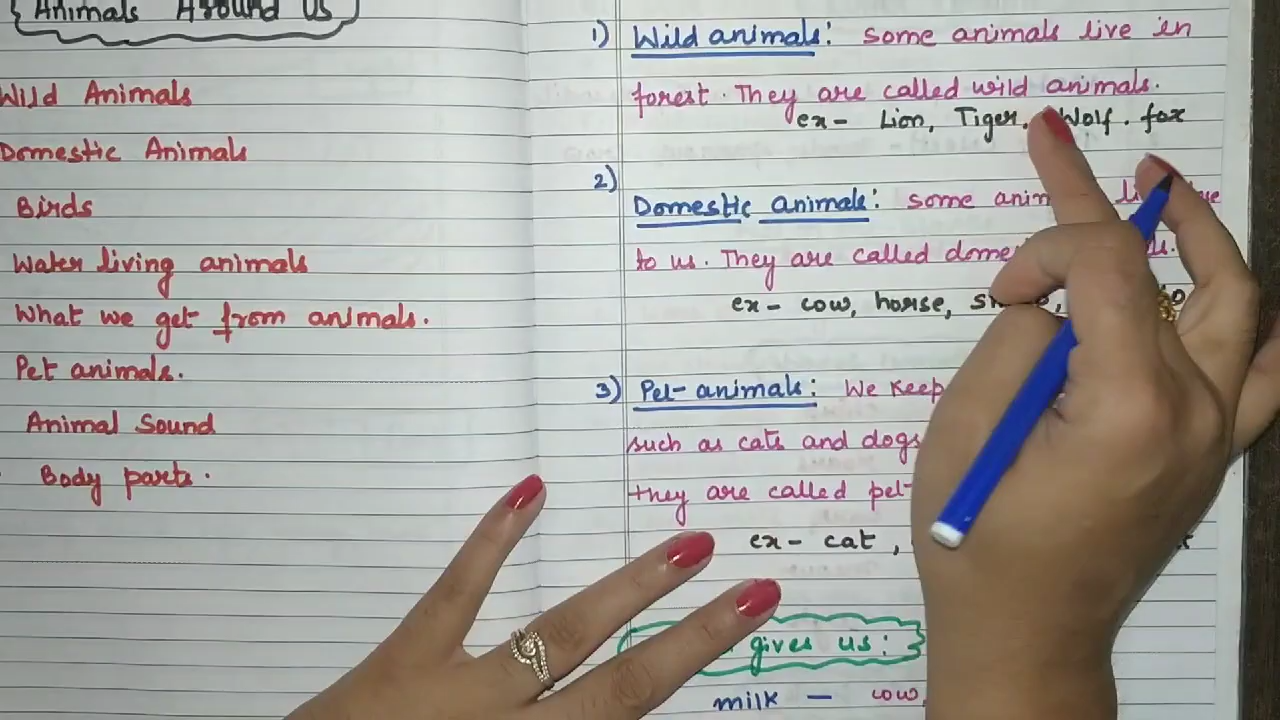 Animals Around Us
Wild Animals
Domestic Animals
Birds
Water living animals
What we get from animals.
Pet animals.
Animal Sound
Body parts.
1) Wild animals: some animals live in
forest. They are called wild animals.
ex- Lion, Tiger, Wolf. fox
2)
Domestic animals: some
to us. They are called
ex- cow, horse,
3) Pet animals: We keep
such as cats and dogs
they are called pet
ex- cat,
gives us:
milk - cow,